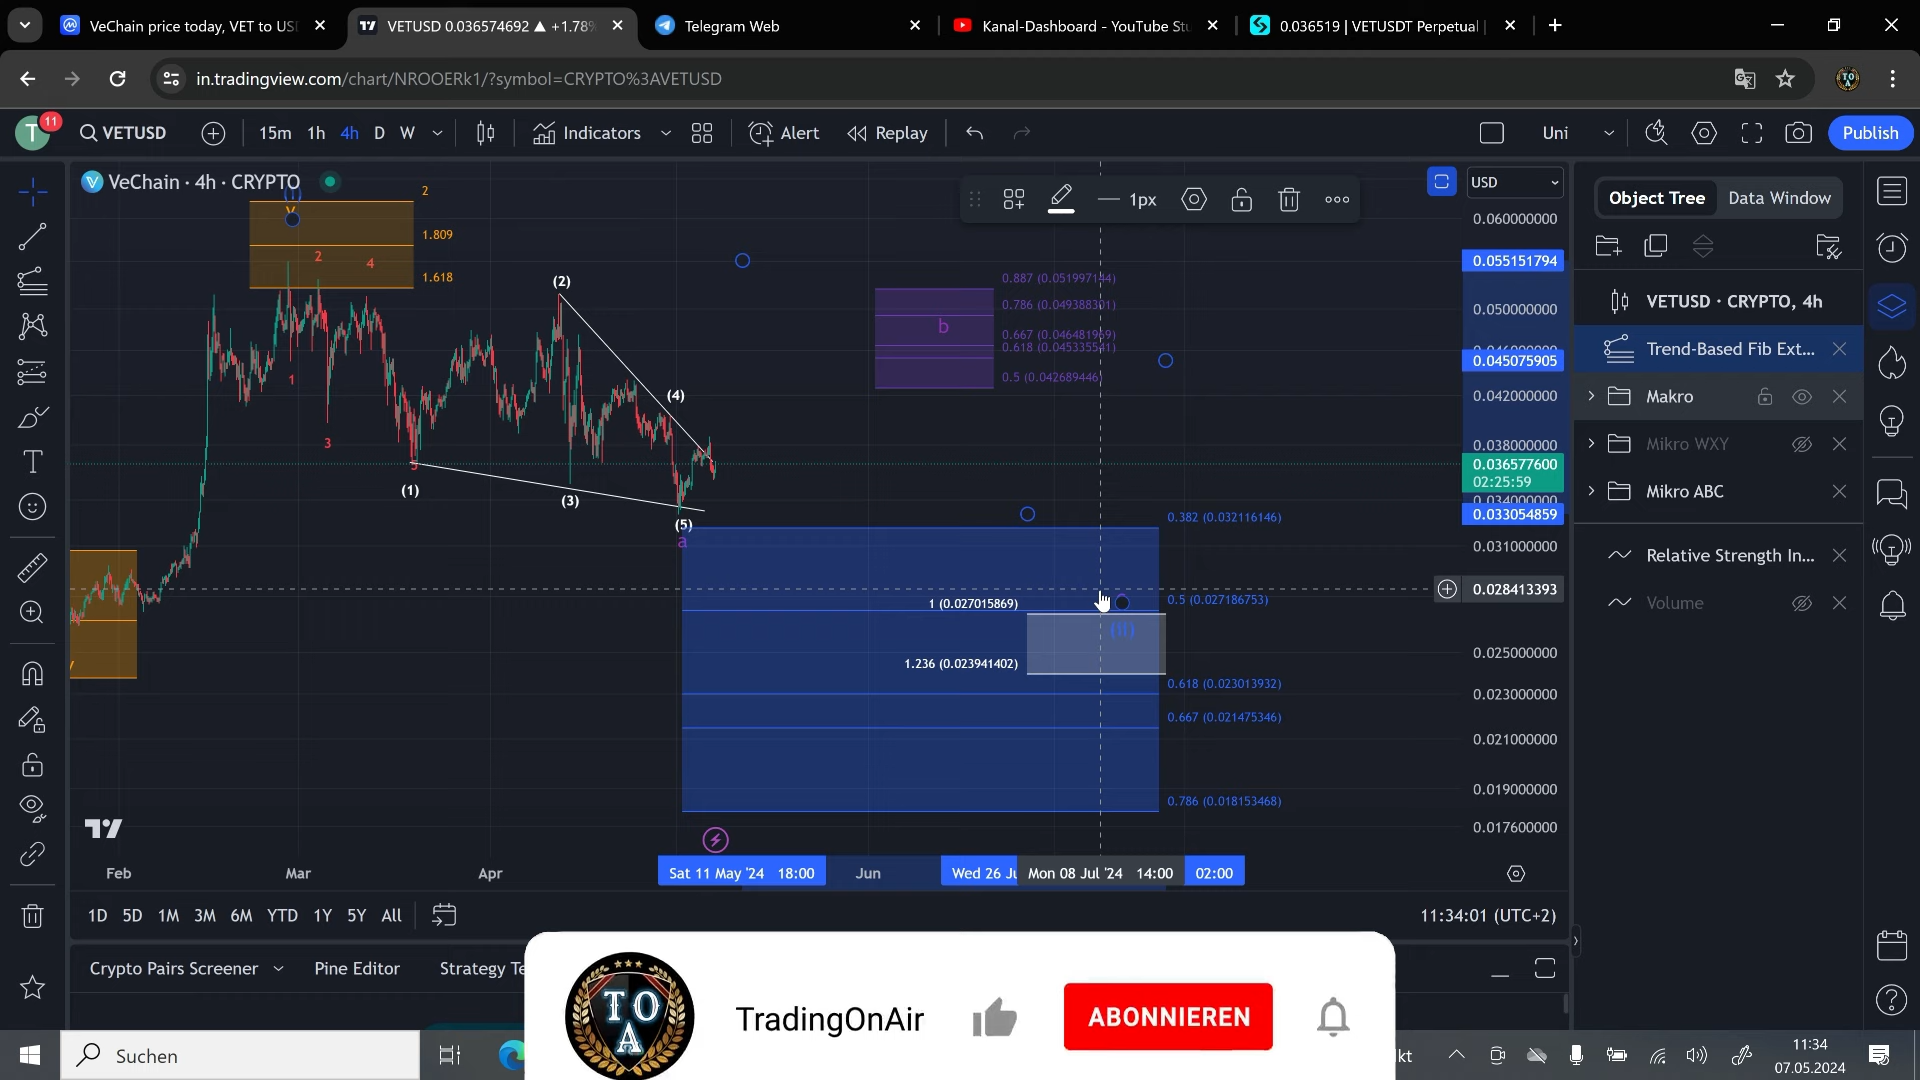 VeChain price today, VET to US
VETUSD 0.036574692 ▲ +1.78%
Telegram Web
Kanal-Dashboard - YouTube Stu
0.036519 | VETUSDT Perpetual |
in.tradingview.com/chart/NROOERk1/?symbol=CRYPTO%3AVETUSD
T
11
VETUSD
15m 1h 4h D W
Indicators
Alert
Replay
Uni
Publish
VeChain · 4h · CRYPTO
1px
USD
Object Tree
Data Window
2
1.809
1.618
(I)
V
2
4
1
3
5
(1)
(2)
(3)
(4)
(5)
a
b
0.887 (0.051997144)
0.786 (0.049388301)
0.667 (0.046481959)
0.618 (0.045335541)
0.5 (0.042689446)
0.382 (0.032116146)
1 (0.027015869)
0.5 (0.027186753)
(II)
1.236 (0.023941402)
0.618 (0.023013932)
0.667 (0.021475346)
0.786 (0.018153468)
0.060000000
0.055151794
0.050000000
0.045075905
0.042000000
0.038000000
0.036577600
02:25:59
0.034000000
0.033054859
0.031000000
0.028413393
0.025000000
0.023000000
0.021000000
0.019000000
0.017600000
VETUSD · CRYPTO, 4h
Trend-Based Fib Ext...
Makro
Mikro WXY
Mikro ABC
Relative Strength In...
Volume
Feb
Mar
Apr
Sat 11 May '24 18:00
Jun
Wed 26 Ju
Mon 08 Jul '24 14:00
02:00
1D 5D 1M 3M 6M YTD 1Y 5Y All
11:34:01 (UTC+2)
Crypto Pairs Screener
Pine Editor
Strategy Te
TOA
TradingOnAir
ABONNIEREN
Suchen
kt
11:34
07.05.2024